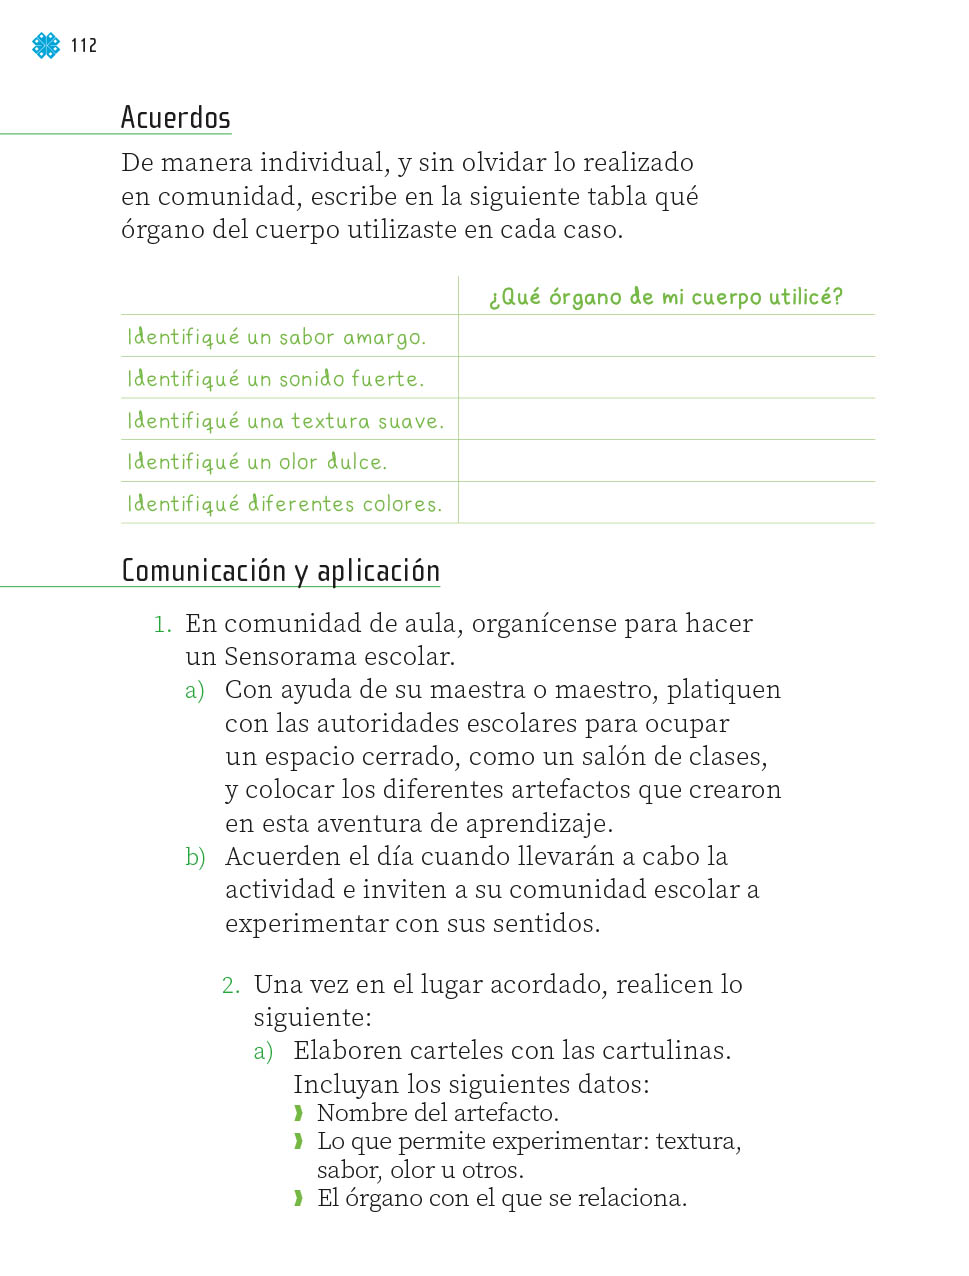 112
Acuerdos
De manera individual, y sin olvidar lo realizado
en comunidad, escribe en la siguiente tabla qué
órgano del cuerpo utilizaste en cada caso.
¿Qué órgano de mi cuerpo utilicé?
Identifiqué un sabor amargo.
Identifiqué un sonido fuerte.
Identifiqué una textura suave.
Identifiqué un olor dulce.
Identifiqué diferentes colores.
Comunicación y aplicación
1. En comunidad de aula, organícense para hacer
un Sensorama escolar.
a) Con ayuda de su maestra o maestro, platiquen
con las autoridades escolares para ocupar
un espacio cerrado, como un salón de clases,
y colocar los diferentes artefactos que crearon
en esta aventura de aprendizaje.
b) Acuerden el día cuando llevarán a cabo la
actividad e inviten a su comunidad escolar a
experimentar con sus sentidos.
2. Una vez en el lugar acordado, realicen lo
siguiente:
a) Elaboren carteles con las cartulinas.
Incluyan los siguientes datos:
Nombre del artefacto.
Lo que permite experimentar: textura,
sabor, olor u otros.
El órgano con el que se relaciona.